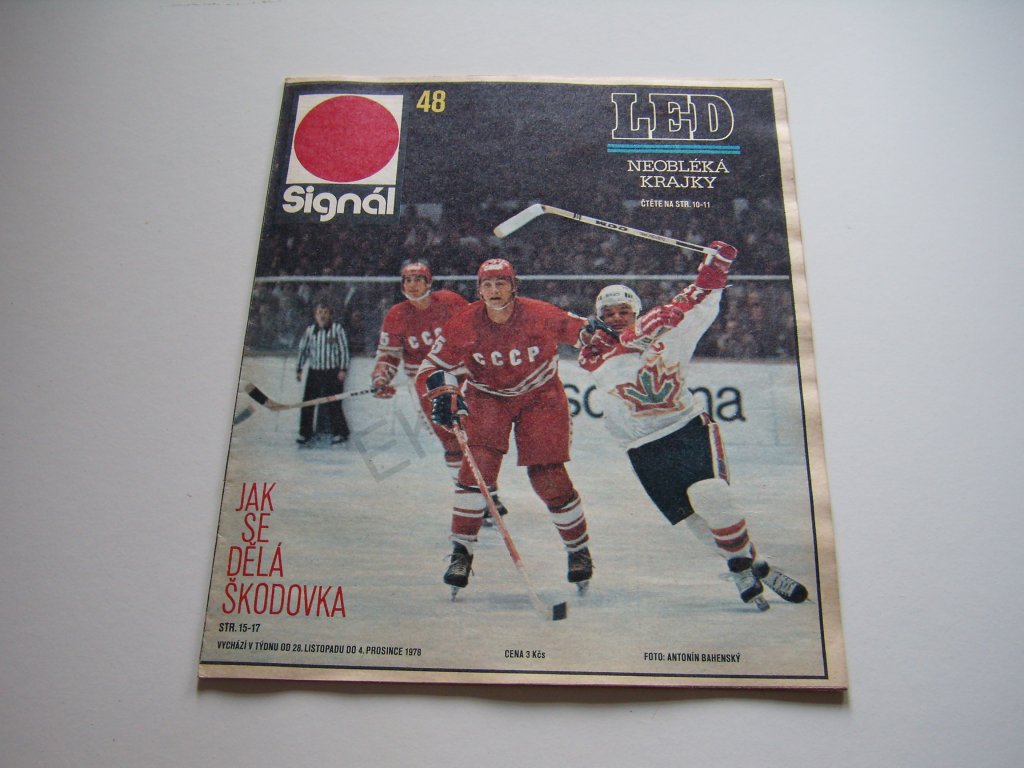 48
Signál
LED
NEOBLÉKÁ
KRAJKY
ČTĚTE NA STR. 10-11
CCCP
CCCP
JAK
SE
DĚLÁ
ŠKODOVKA
STR. 15-17
VYCHÁZÍ V TÝDNU OD 28. LISTOPADU DO 4. PROSINCE 1978
CENA 3 Kčs
FOTO: ANTONÍN BAHENSKÝ